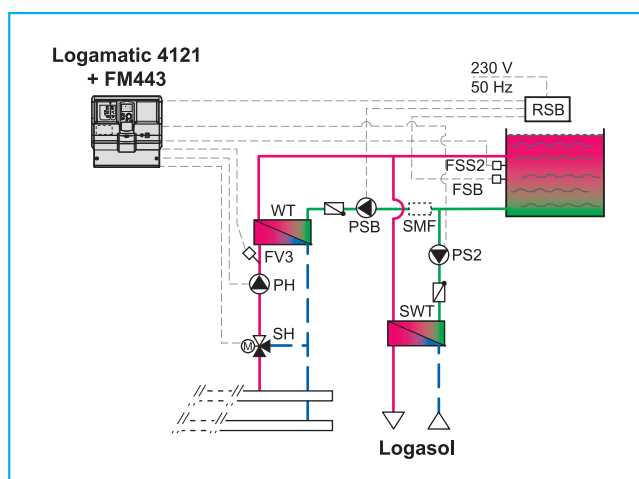 Logamatic 4121
+ FM443
230 V
50 Hz
RSB
FSS2
FSB
WT
PSB
SMF
FV3
PS2
PH
SH
M
SWT
Logasol